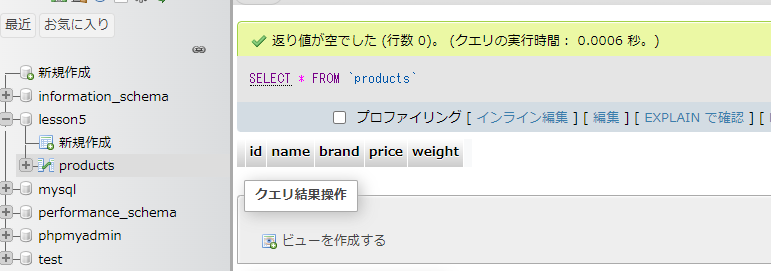 最近 お気に入り
新規作成
information_schema
lesson5
新規作成
products
mysql
performance_schema
phpmyadmin
test
返り値が空でした (行数 0)。 (クエリの実行時間： 0.0006 秒。)
SELECT * FROM `products`
プロファイリング [ インライン編集 ] [ 編集 ] [ EXPLAIN で確認 ] [
id name brand price weight
クエリ結果操作
ビューを作成する